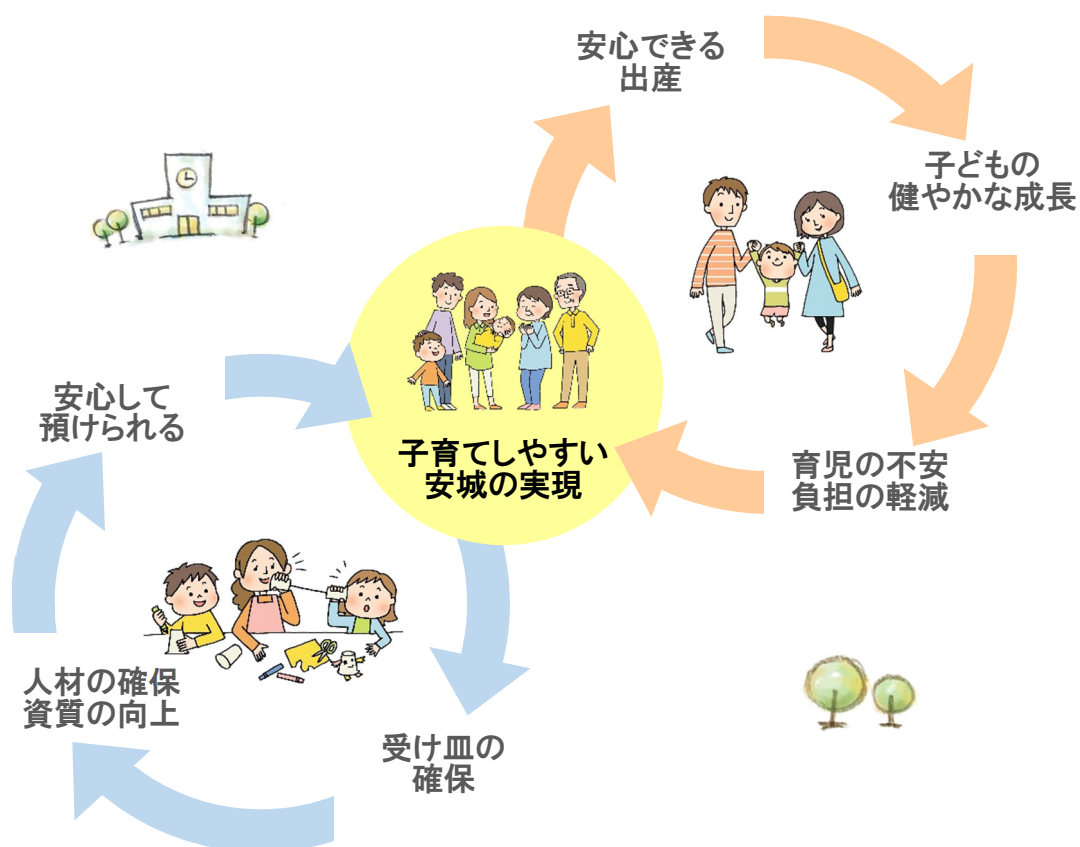 安心できる
出産
子どもの
健やかな成長
育児の不安
負担の軽減
子育てしやすい
安城の実現
受け皿の
確保
人材の確保
資質の向上
安心して
預けられる